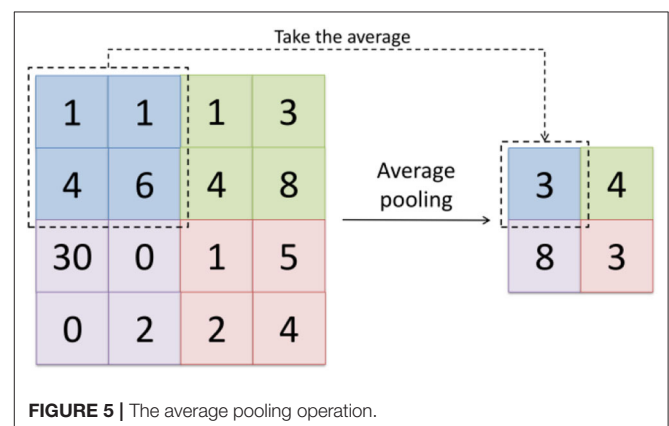 Take the average
1 1 1 3
4 6 4 8
30 0 1 5
0 2 2 4
Average
pooling
3 4
8 3
FIGURE 5 | The average pooling operation.